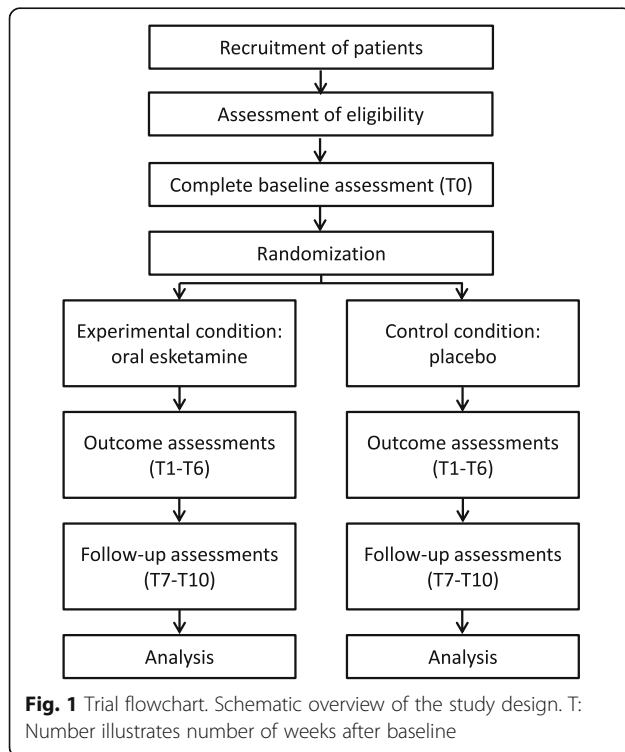 Recruitment of patients
Assessment of eligibility
Complete baseline assessment (T0)
Randomization
Experimental condition:
oral esketamine
Control condition:
placebo
Outcome assessments
(T1-T6)
Outcome assessments
(T1-T6)
Follow-up assessments
(T7-T10)
Follow-up assessments
(T7-T10)
Analysis
Analysis
Fig. 1 Trial flowchart. Schematic overview of the study design. T:
Number illustrates number of weeks after baseline